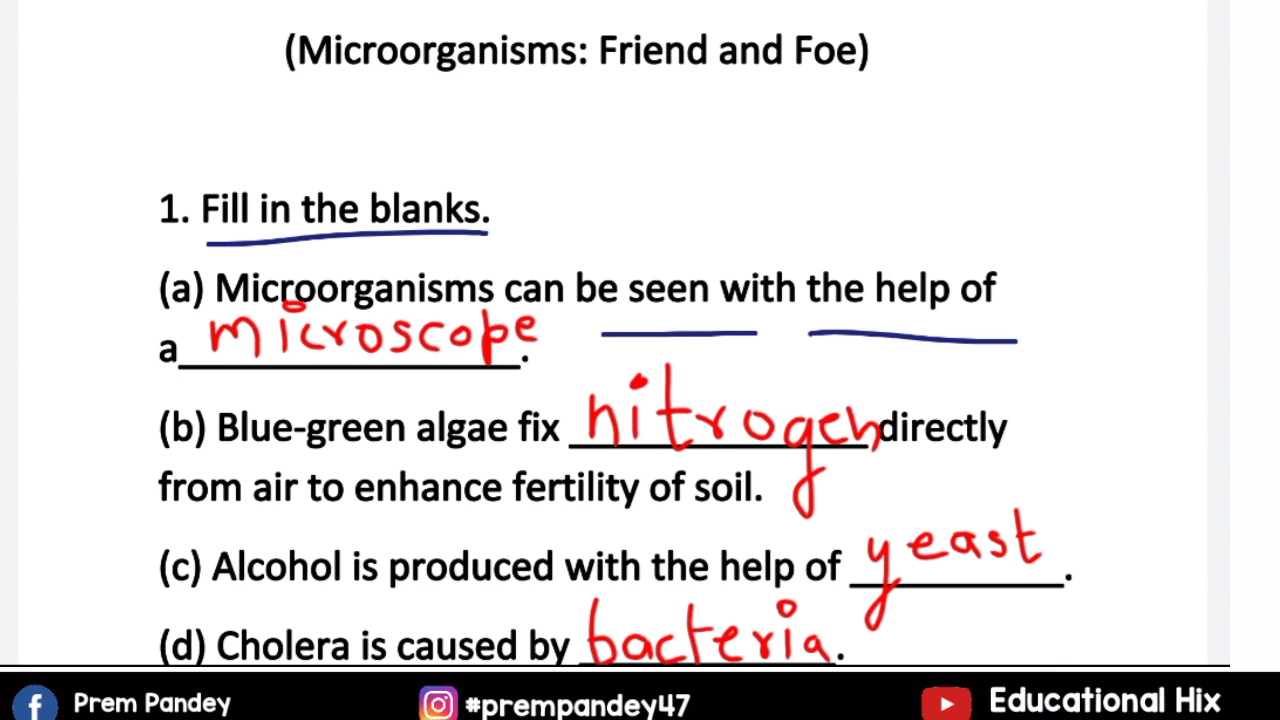 (Microorganisms: Friend and Foe)
1. Fill in the blanks.
(a) Microorganisms can be seen with the help of
a microscope.
(b) Blue-green algae fix nitrogen directly
from air to enhance fertility of soil.
(c) Alcohol is produced with the help of yeast.
(d) Cholera is caused by bacteria.
Prem Pandey #prempandey47 Educational Hix